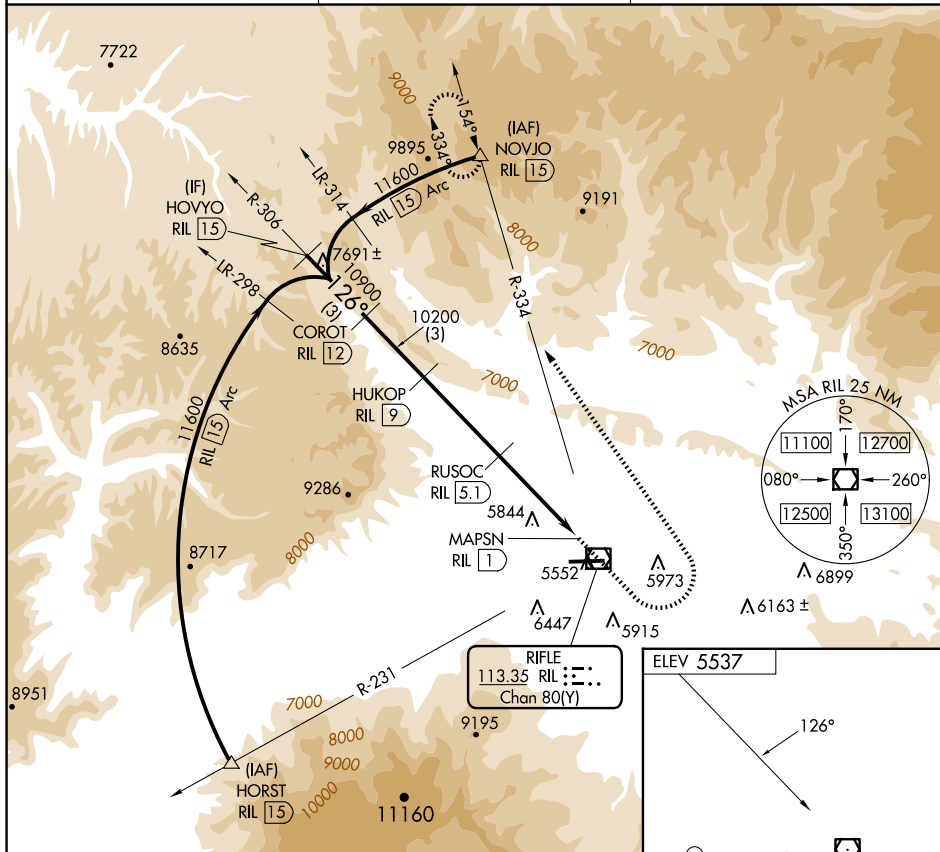 7722
9000
154°
334°
(IAF)
NOVJO
RIL 15
9895
11600
RIL 15 Arc
LR-314
R-306
(IF)
HOVYO
RIL 15
9191
8000
7691±
10900
126°
(3)
LR-298
R-334
10200
(3)
COROT
RIL 12
8635
7000
7000
HUKOP
RIL 9
11600
RIL 15 Arc
MSA RIL 25 NM
170°
11100
12700
080°
260°
12500
13100
350°
RUSOC
RIL 5.1
9286
5844
8000
MAPSN
RIL 1
8717
5552
5973
6899
6447
5915
6163 ±
RIFLE
113.35 RIL
Chan 80(Y)
ELEV 5537
R-231
8951
7000
8000
9195
126°
9000
10000
(IAF)
HORST
RIL 15
11160